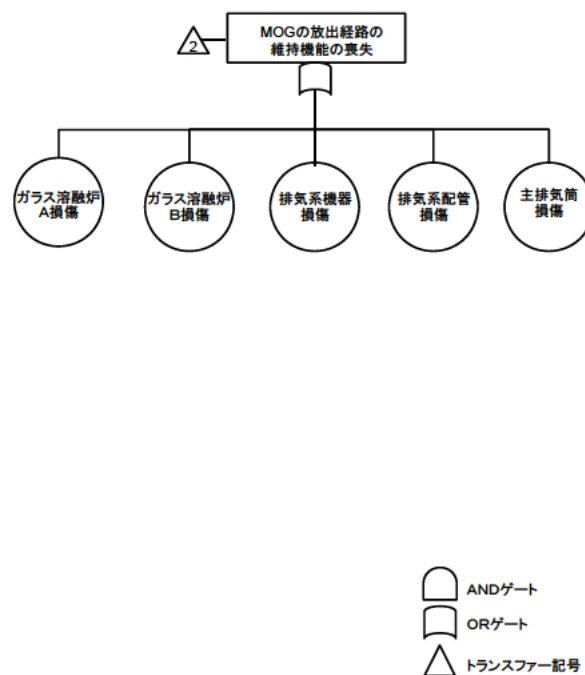 MOGの放出経路の
維持機能の喪失
2
ガラス溶融炉
A損傷
ガラス溶融炉
B損傷
排気系機器
損傷
排気系配管
損傷
主排気筒
損傷
ANDゲート
ORゲート
トランスファー記号